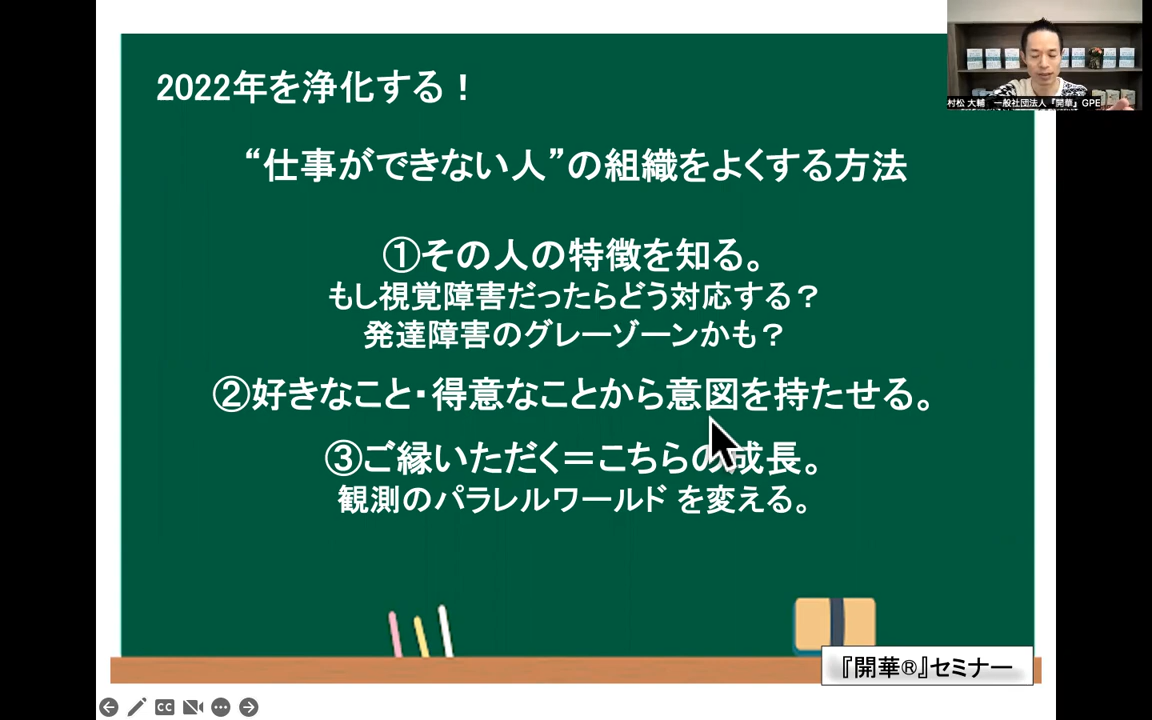 2022年を浄化する！
“仕事ができない人”の組織をよくする方法
①その人の特徴を知る。
もし視覚障害だったらどう対応する？
発達障害のグレーゾーンかも？
②好きなこと・得意なことから意図を持たせる。
③ご縁いただく＝こちらの成長。
観測のパラレルワールド を変える。
『開華®』セミナー
村松 大輔　一般社団法人『開華』GPE
CC